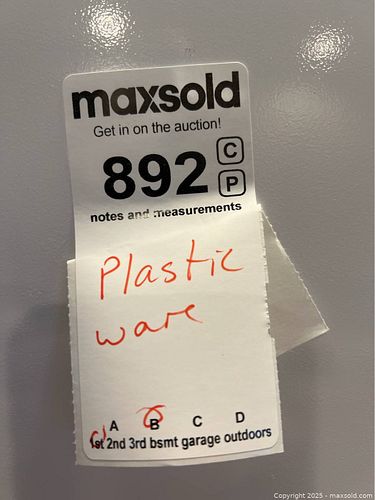 maxsold
Get in on the auction!
892 C
P
notes and measurements
Plastic
ware
A B C D
1st 2nd 3rd bsmt garage outdoors
Copyright 2025 - maxsold.com